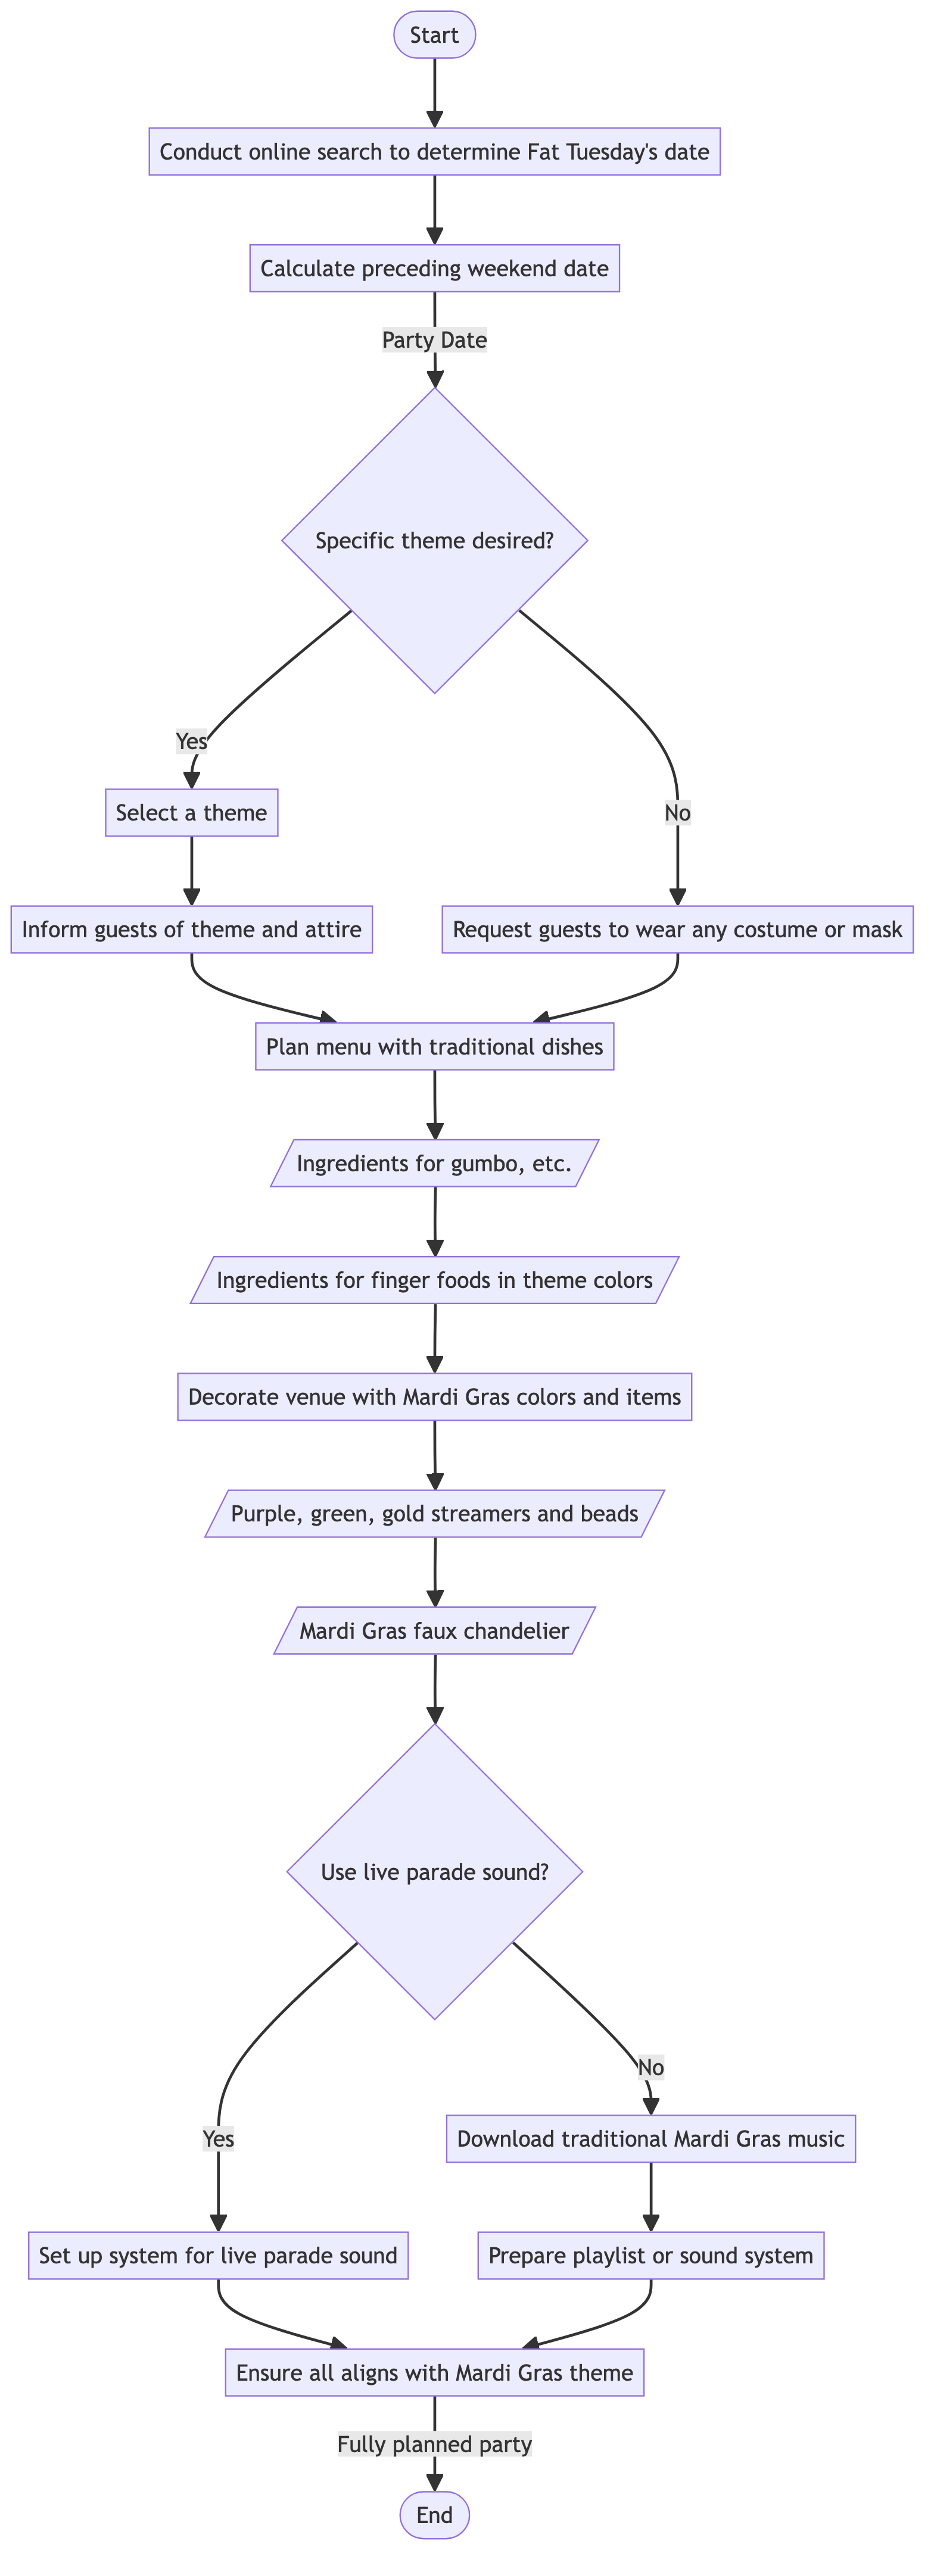 Start
Conduct online search to determine Fat Tuesday's date
Calculate preceding weekend date
Party Date
Specific theme desired?
Yes
Select a theme
No
Inform guests of theme and attire
Request guests to wear any costume or mask
Plan menu with traditional dishes
Ingredients for gumbo, etc.
Ingredients for finger foods in theme colors
Decorate venue with Mardi Gras colors and items
Purple, green, gold streamers and beads
Mardi Gras faux chandelier
Use live parade sound?
No
Yes
Download traditional Mardi Gras music
Set up system for live parade sound
Prepare playlist or sound system
Ensure all aligns with Mardi Gras theme
Fully planned party
End